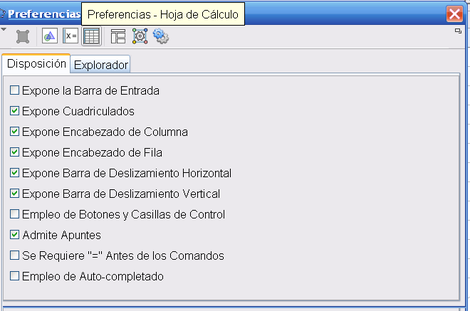 Preferencias
Preferencias - Hoja de Cálculo
Disposición
Explorador
Expone la Barra de Entrada
Expone Cuadriculados
Expone Encabezado de Columna
Expone Encabezado de Fila
Expone Barra de Deslizamiento Horizontal
Expone Barra de Deslizamiento Vertical
Empleo de Botones y Casillas de Control
Admite Apuntes
Se Requiere "=" Antes de los Comandos
Empleo de Auto-completado